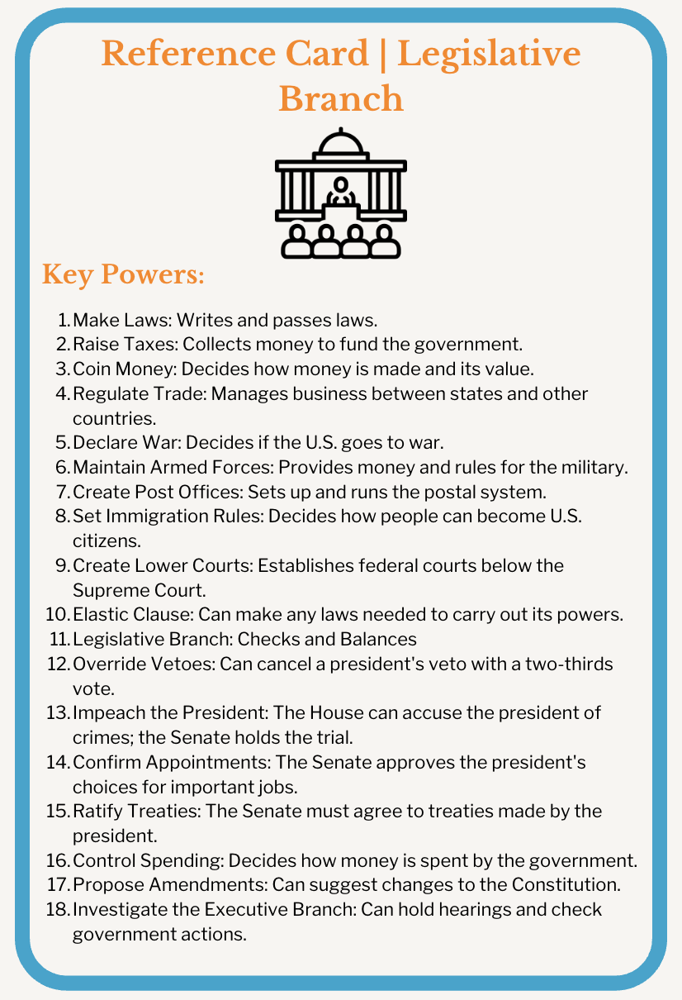 Reference Card | Legislative
Branch
Key Powers:
1. Make Laws: Writes and passes laws.
2. Raise Taxes: Collects money to fund the government.
3. Coin Money: Decides how money is made and its value.
4. Regulate Trade: Manages business between states and other
countries.
5. Declare War: Decides if the U.S. goes to war.
6. Maintain Armed Forces: Provides money and rules for the military.
7. Create Post Offices: Sets up and runs the postal system.
8. Set Immigration Rules: Decides how people can become U.S.
citizens.
9. Create Lower Courts: Establishes federal courts below the
Supreme Court.
10. Elastic Clause: Can make any laws needed to carry out its powers.
11. Legislative Branch: Checks and Balances
12. Override Vetoes: Can cancel a president's veto with a two-thirds
vote.
13. Impeach the President: The House can accuse the president of
crimes; the Senate holds the trial.
14. Confirm Appointments: The Senate approves the president's
choices for important jobs.
15. Ratify Treaties: The Senate must agree to treaties made by the
president.
16. Control Spending: Decides how money is spent by the government.
17. Propose Amendments: Can suggest changes to the Constitution.
18. Investigate the Executive Branch: Can hold hearings and check
government actions.